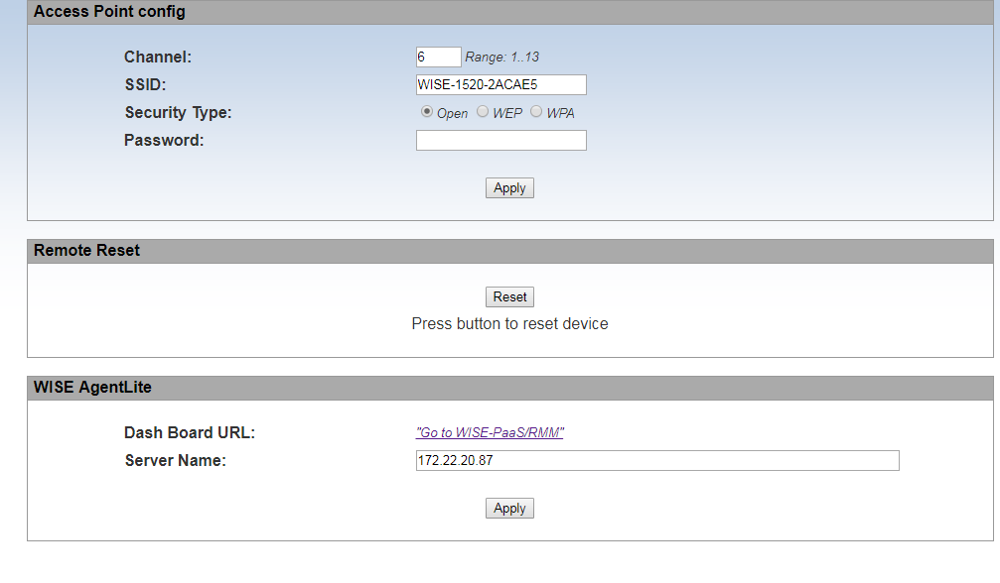 Access Point config
Channel: 6 Range: 1..13
SSID: WISE-1520-2ACAE5
Security Type: Open WEP WPA
Password:
Apply
Remote Reset
Reset
Press button to reset device
WISE AgentLite
Dash Board URL: "Go to WISE-PaaS/RMM"
Server Name: 172.22.20.87
Apply